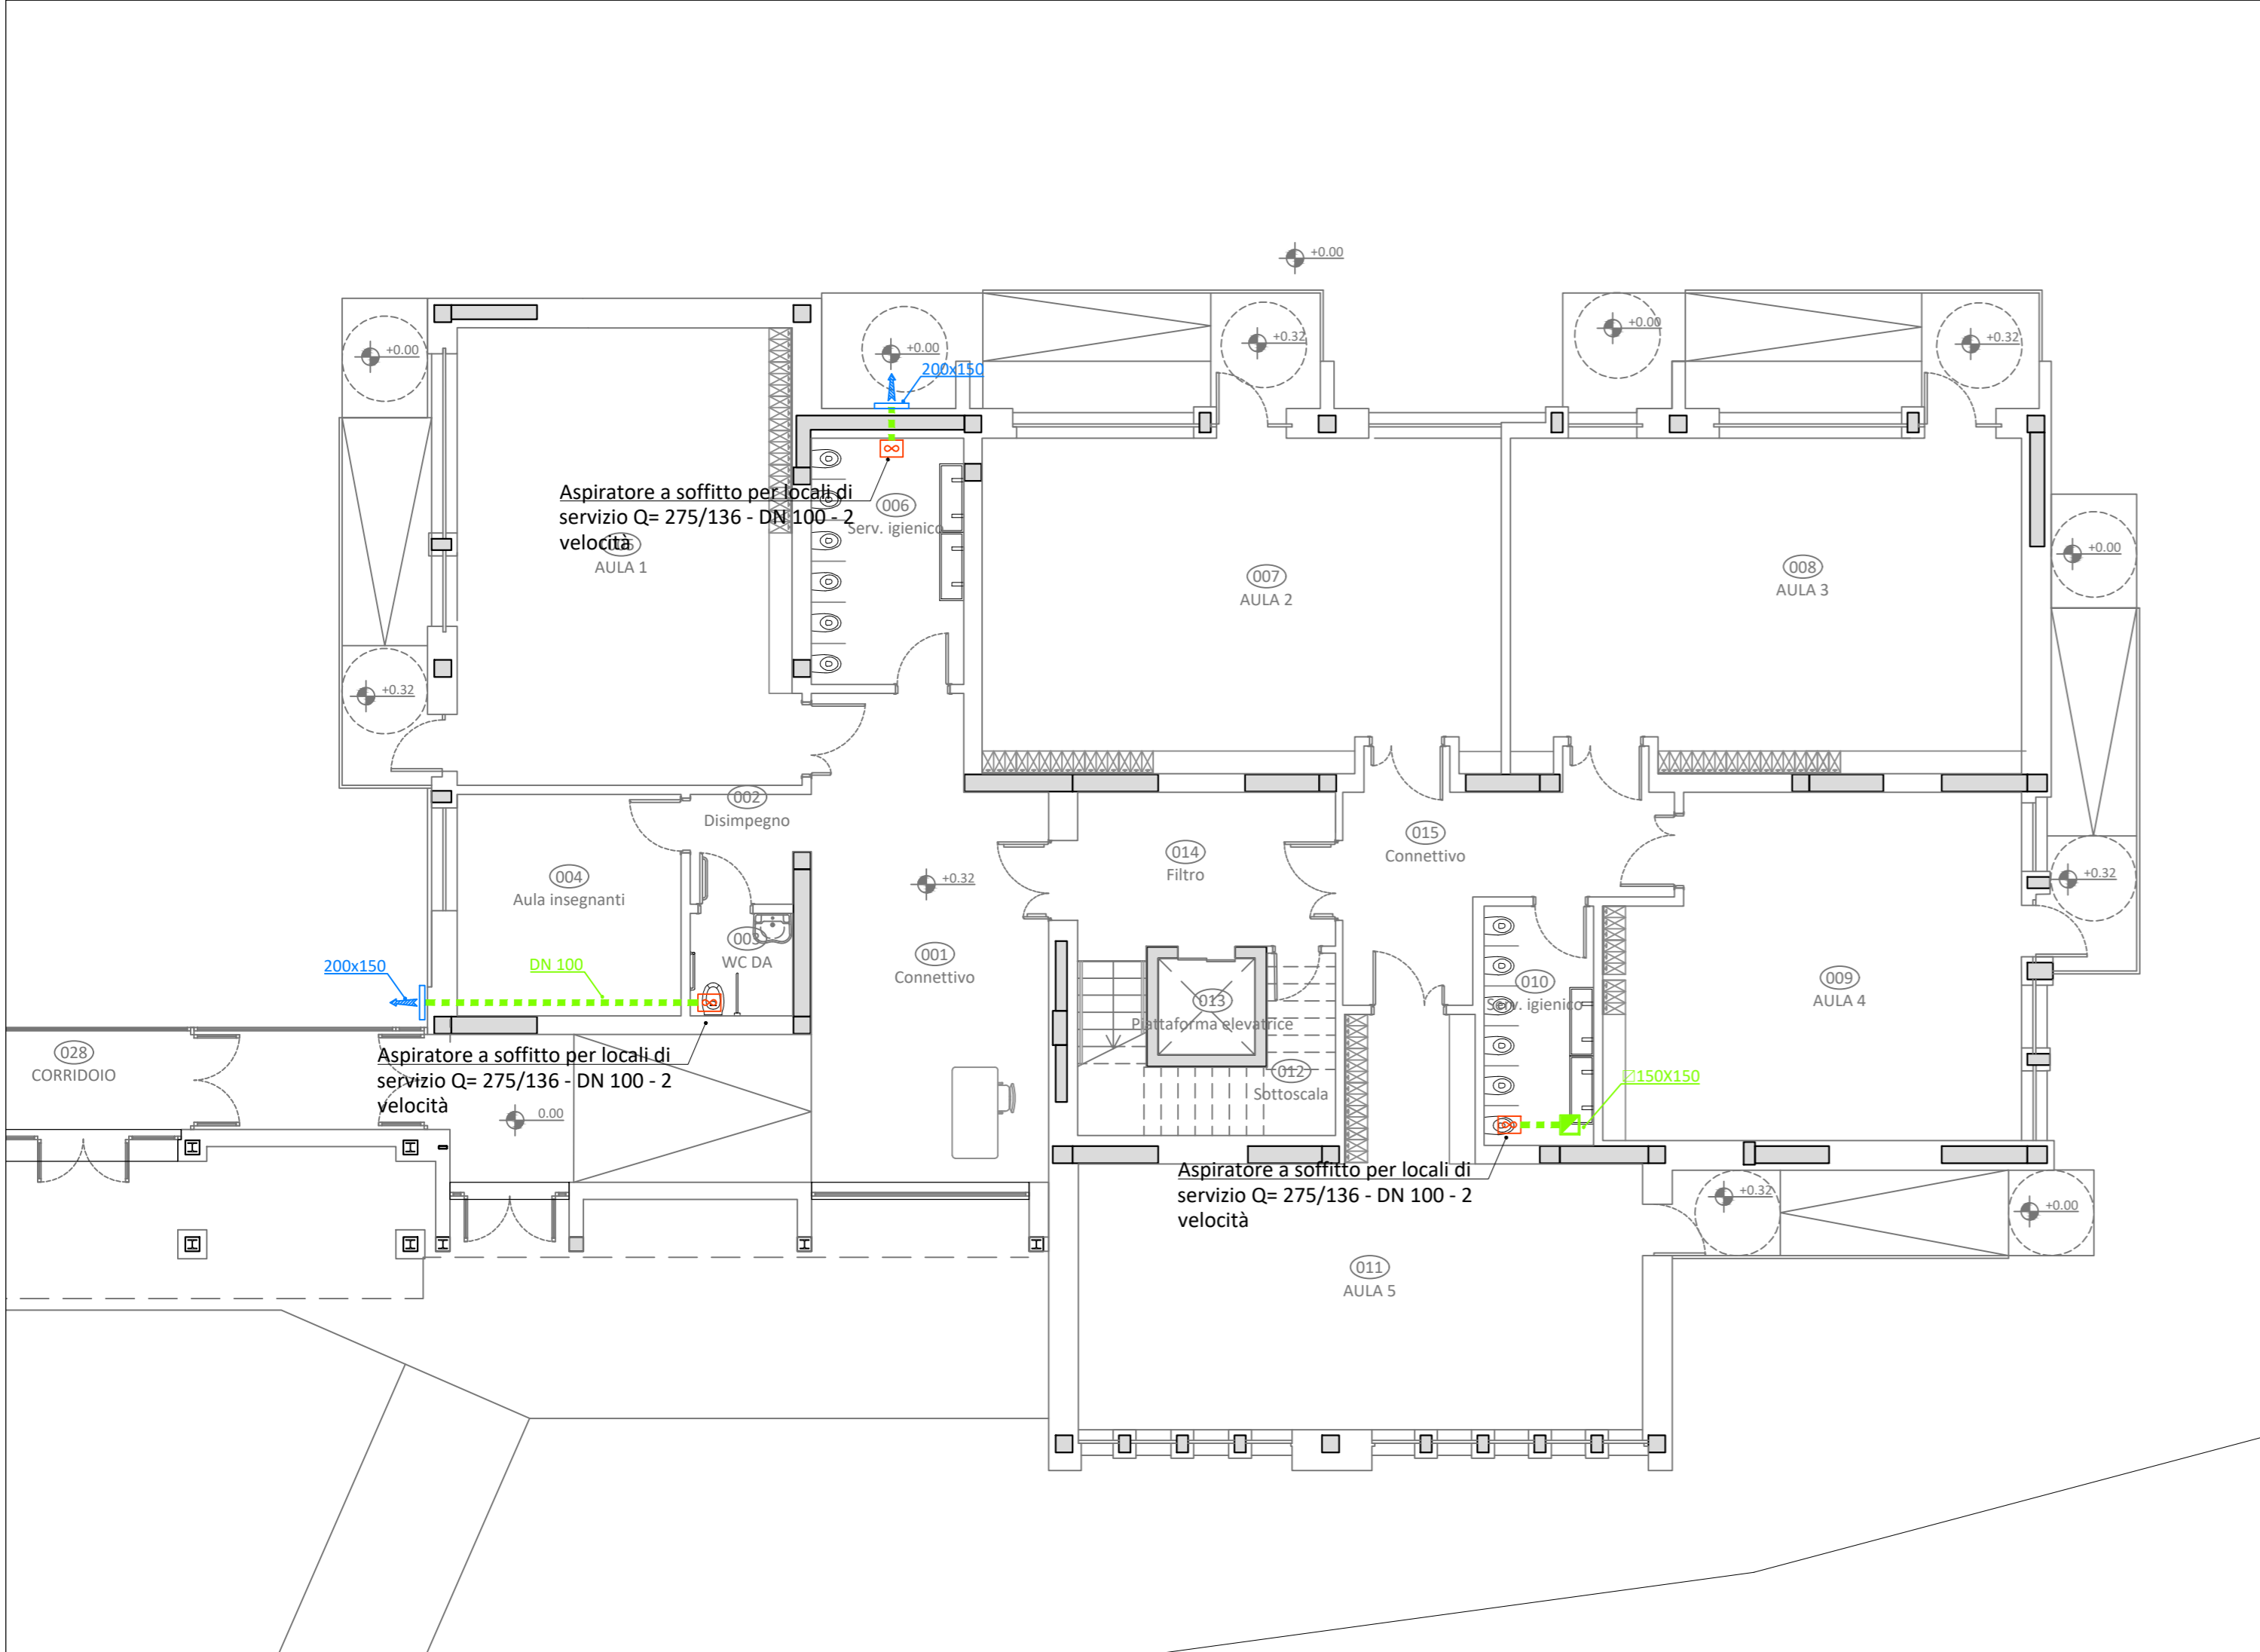 +0.00
+0.00
+0.00
+0.32
+0.00
+0.32
200x150
Aspiratore a soffitto per locali di
servizio Q= 275/136 - DN 100 - 2
velocità
006
Serv. igienico
AULA 1
007
AULA 2
008
AULA 3
+0.00
+0.32
002
Disimpegno
015
Connettivo
014
Filtro
004
Aula insegnanti
+0.32
+0.32
003
WC DA
001
Connettivo
200x150
DN 100
013
Piattaforma elevatrice
010
Serv. igienico
009
AULA 4
028
CORRIDOIO
Aspiratore a soffitto per locali di
servizio Q= 275/136 - DN 100 - 2
velocità
0.00
012
Sottoscala
150X150
Aspiratore a soffitto per locali di
servizio Q= 275/136 - DN 100 - 2
velocità
+0.32
+0.00
011
AULA 5